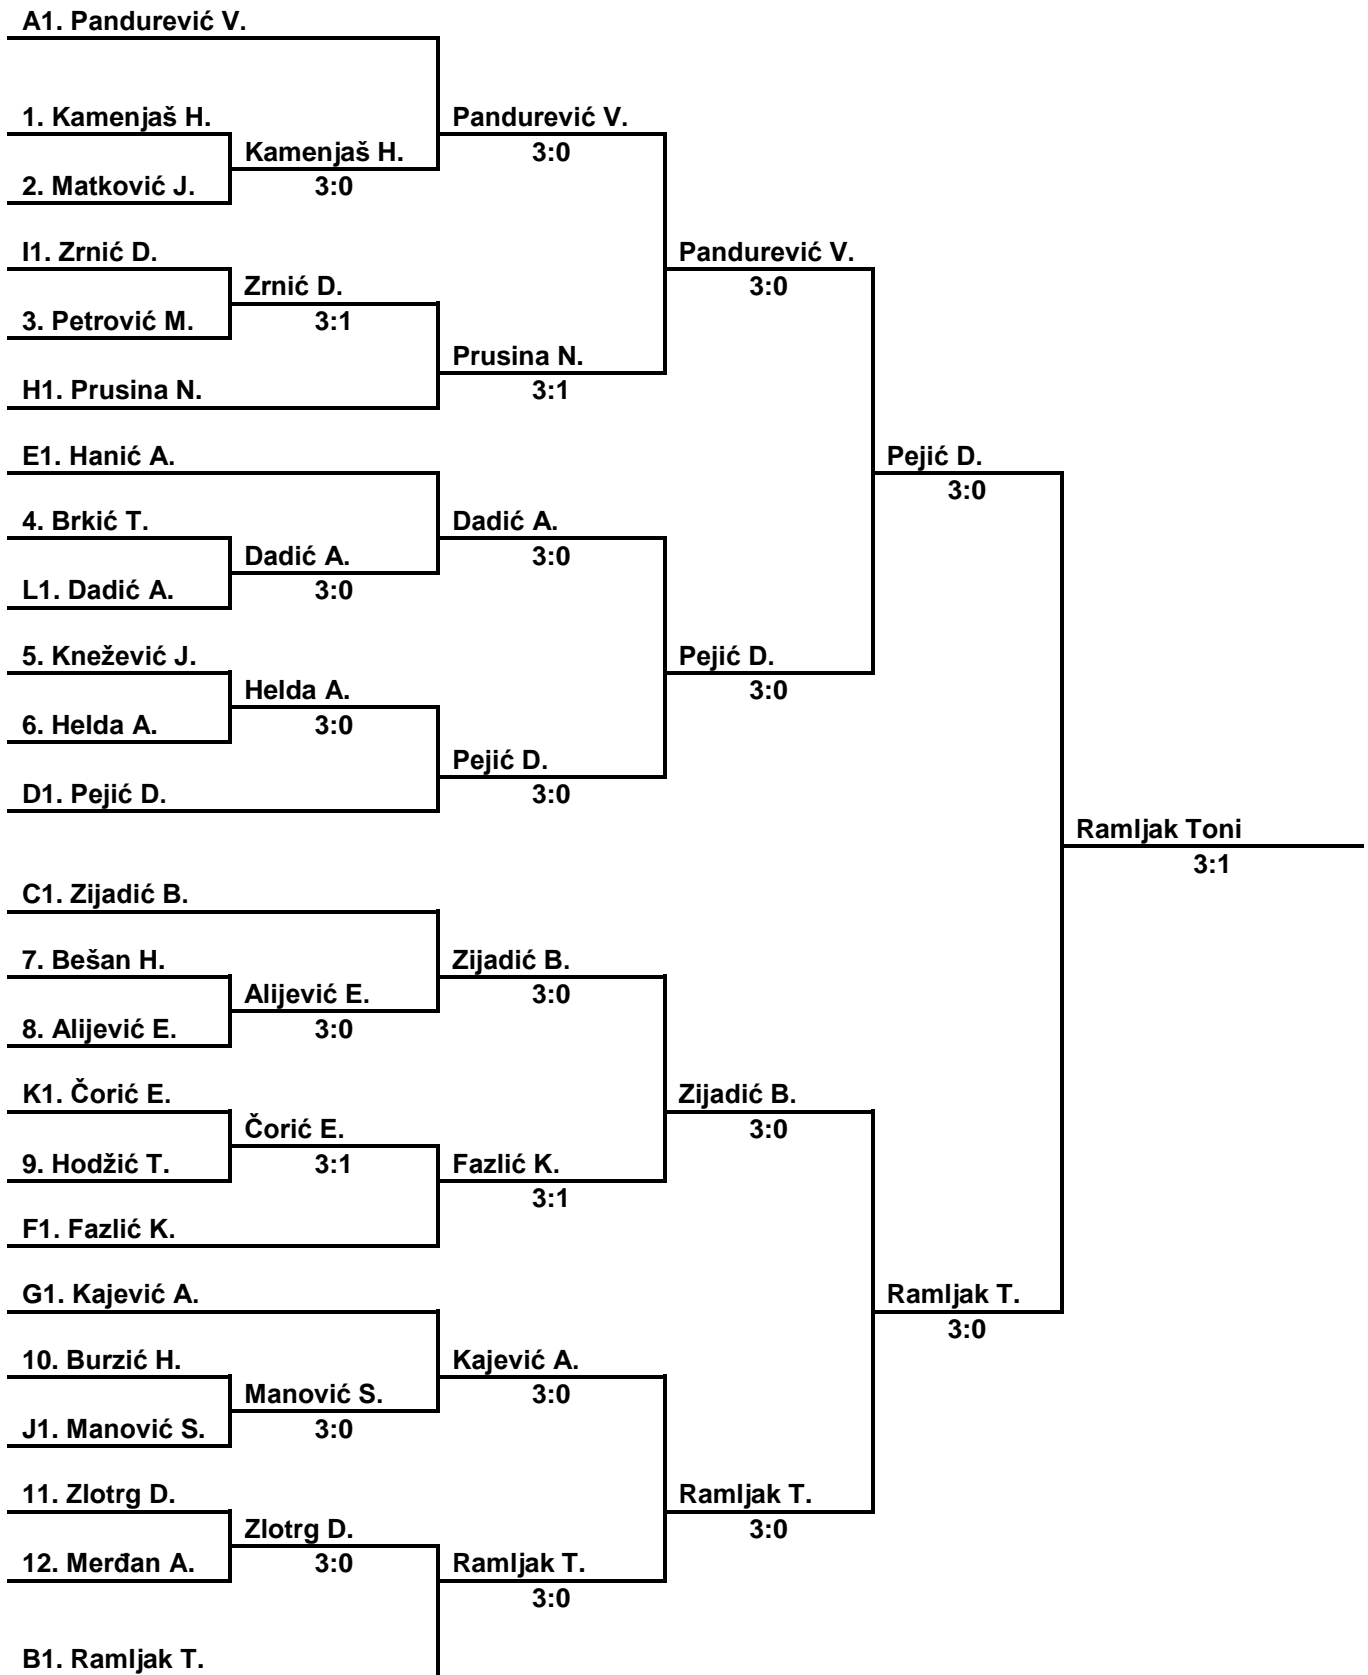 A1. Pandurević V.
1. Kamenjaš H.
Pandurević V.
Kamenjaš H.
3:0
2. Matković J.
3:0
I1. Zrnić D.
Pandurević V.
Zrnić D.
3:0
3. Petrović M.
3:1
Prusina N.
H1. Prusina N.
3:1
E1. Hanić A.
Pejić D.
3:0
4. Brkić T.
Dadić A.
Dadić A.
3:0
L1. Dadić A.
3:0
5. Knežević J.
Pejić D.
Helda A.
3:0
6. Helda A.
3:0
Pejić D.
D1. Pejić D.
3:0
Ramljak Toni
3:1
C1. Zijadić B.
7. Bešan H.
Zijadić B.
Alijević E.
3:0
8. Alijević E.
3:0
K1. Čorić E.
Zijadić B.
Čorić E.
3:0
9. Hodžić T.
3:1
Fazlić K.
3:1
F1. Fazlić K.
G1. Kajević A.
Ramljak T.
3:0
10. Burzić H.
Kajević A.
Manović S.
3:0
J1. Manović S.
3:0
11. Zlotrg D.
Ramljak T.
Zlotrg D.
3:0
12. Merđan A.
3:0
Ramljak T.
3:0
B1. Ramljak T.